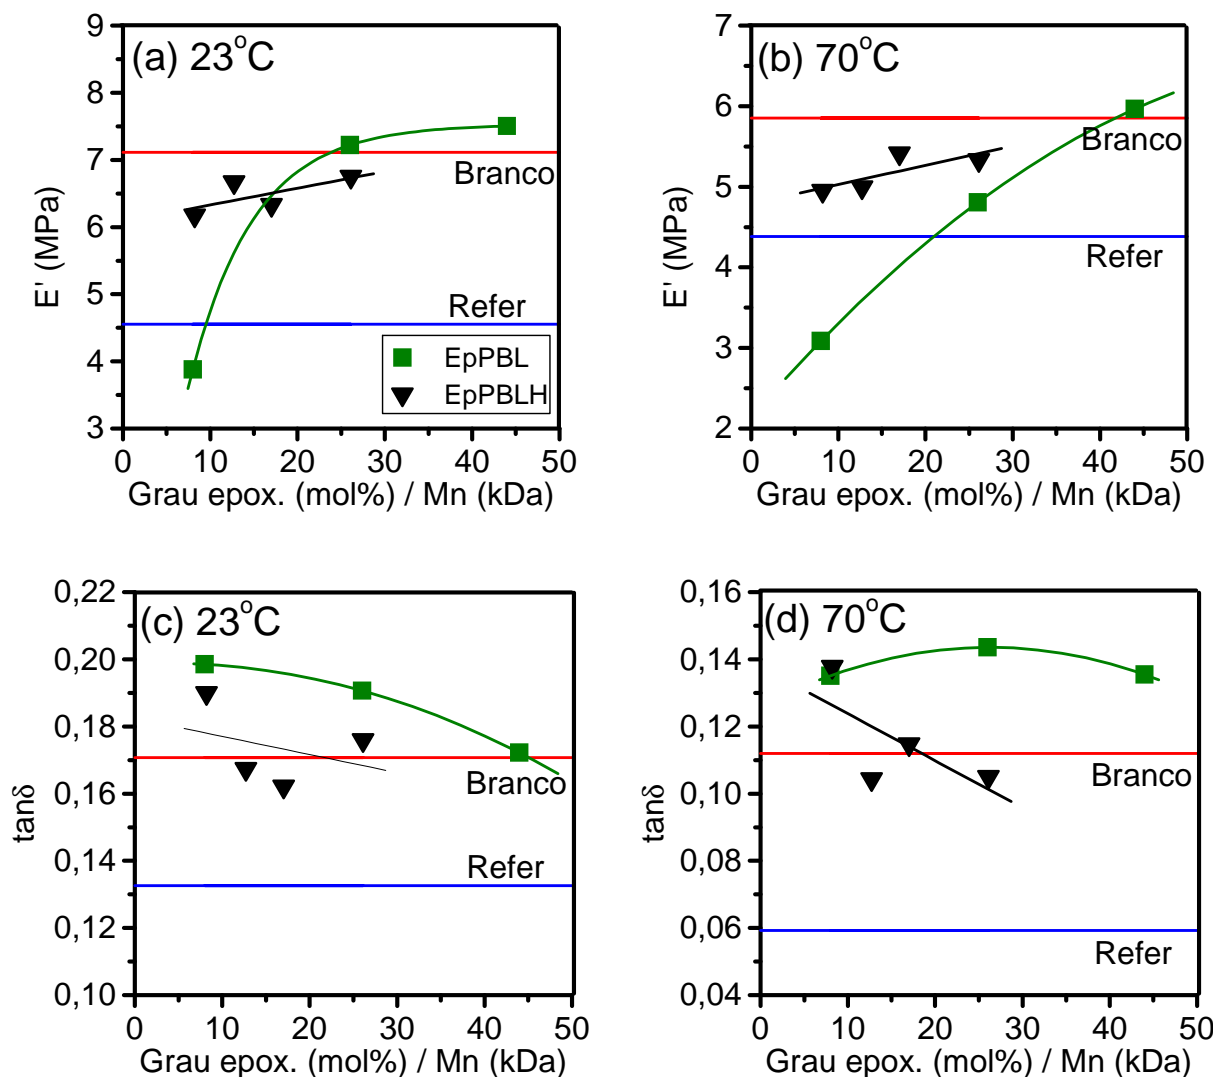 (a) 23°C
9
8
7
6
5
4
3
E' (MPa)
Branco
Refer
EpPBL
EpPBLH
0 10 20 30 40 50
Grau epox. (mol%) / Mn (kDa)
(b) 70°C
7
6
5
4
3
2
E' (MPa)
Branco
Refer
0 10 20 30 40 50
Grau epox. (mol%) / Mn (kDa)
(c) 23°C
0,22
0,20
0,18
0,16
0,14
0,12
0,10
tanδ
Branco
Refer
0 10 20 30 40 50
Grau epox. (mol%) / Mn (kDa)
(d) 70°C
0,16
0,14
0,12
0,10
0,08
0,06
0,04
tanδ
Branco
Refer
0 10 20 30 40 50
Grau epox. (mol%) / Mn (kDa)